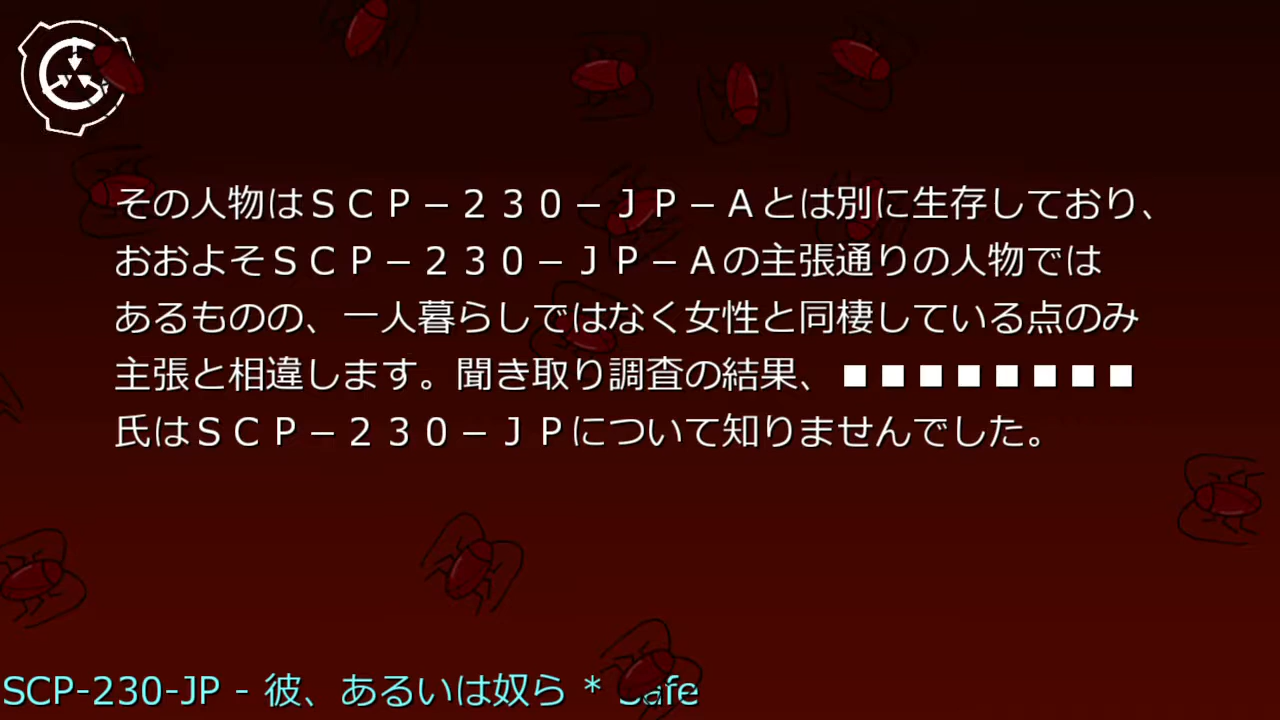 その人物はＳＣＰ－２３０－ＪＰ－Ａとは別に生存しており、
おおよそＳＣＰ－２３０－ＪＰ－Ａの主張通りの人物では
あるものの、一人暮らしではなく女性と同棲している点のみ
主張と相違します。聞き取り調査の結果、■■■■■■■■
氏はＳＣＰ－２３０－ＪＰについて知りませんでした。
SCP-230-JP - 彼、あるいは奴ら * Safe